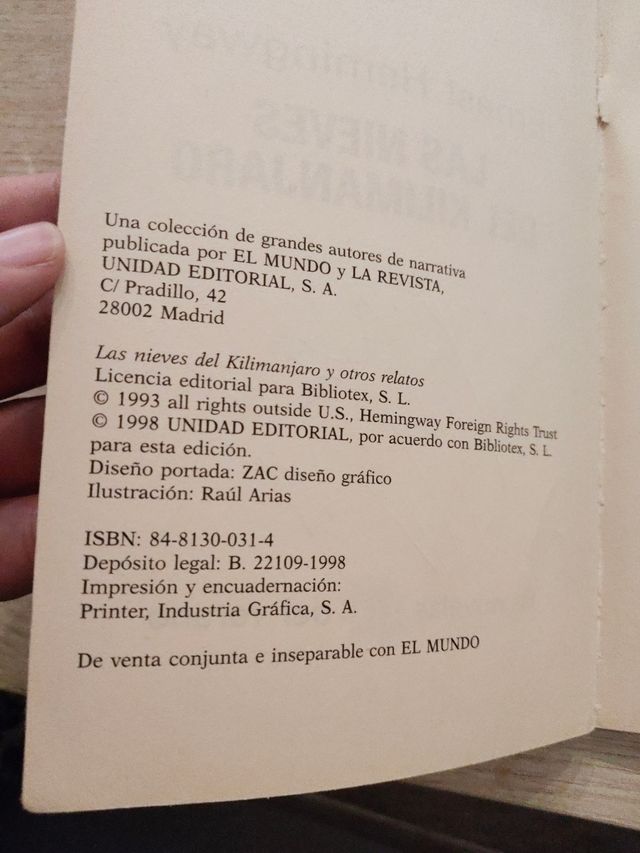 Una colección de grandes autores de narrativa
publicada por EL MUNDO y LA REVISTA,
UNIDAD EDITORIAL, S. A.
C/ Pradillo, 42
28002 Madrid
Las nieves del Kilimanjaro y otros relatos
Licencia editorial para Bibliotex, S. L.
© 1993 all rights outside U.S., Hemingway Foreign Rights Trust
© 1998 UNIDAD EDITORIAL, por acuerdo con Bibliotex, S. L.
para esta edición.
Diseño portada: ZAC diseño gráfico
Ilustración: Raúl Arias
ISBN: 84-8130-031-4
Depósito legal: B. 22109-1998
Impresión y encuadernación:
Printer, Industria Gráfica, S. A.
De venta conjunta e inseparable con EL MUNDO